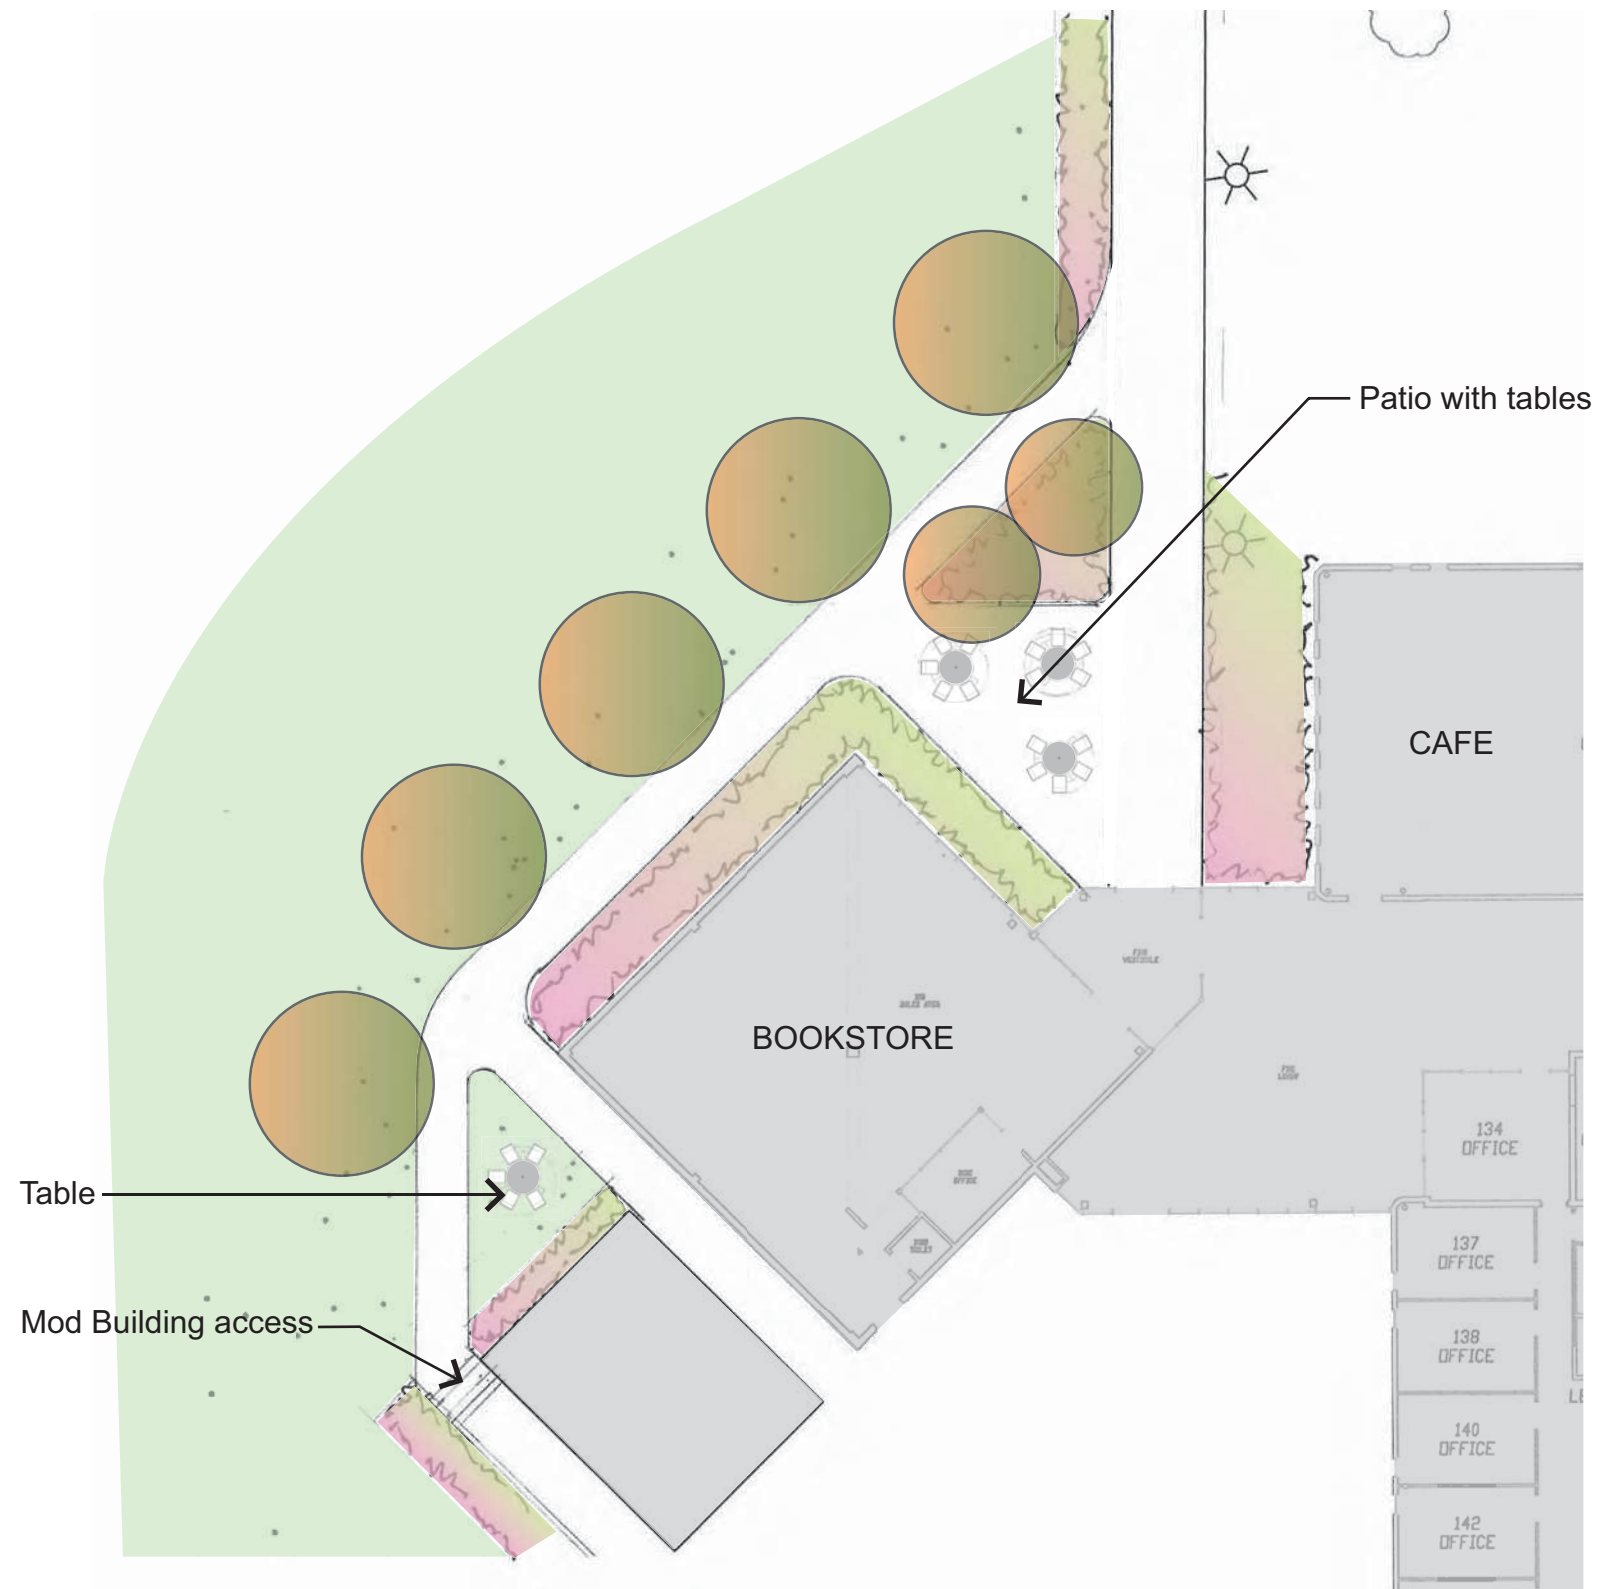 Patio with tables
CAFE
BOOKSTORE
134
OFFICE
Table
137
OFFICE
Mod Building access
138
OFFICE
LE
140
OFFICE
142
OFFICE